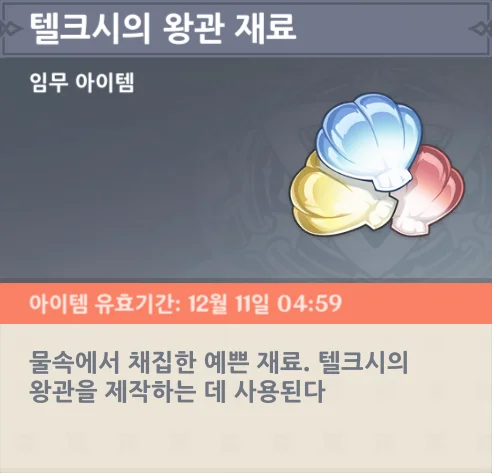 텔크시의 왕관 재료
임무 아이템
아이템 유효기간: 12월 11일 04:59
물속에서 채집한 예쁜 재료. 텔크시의
왕관을 제작하는 데 사용된다